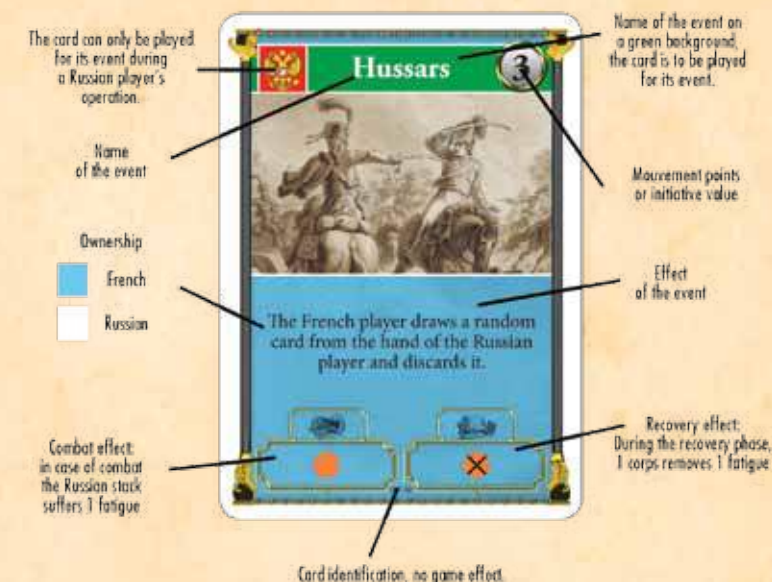 The card can only be played
for its event during
a Russian player's
operation.
Name
of the event
Ownership
French
Russian
Combat effect:
in case of combat
the Russian stack
suffers 1 fatigue
Hussars
3
The French player draws a random
card from the hand of the Russian
player and discards it.
Name of the event on
a green background,
the card is to be played
for its event.
Mouvement points
or initiative value
Effect
of the event
Recovery effect:
During the recovery phase,
1 corps removes 1 fatigue
Card identification, no game effect.